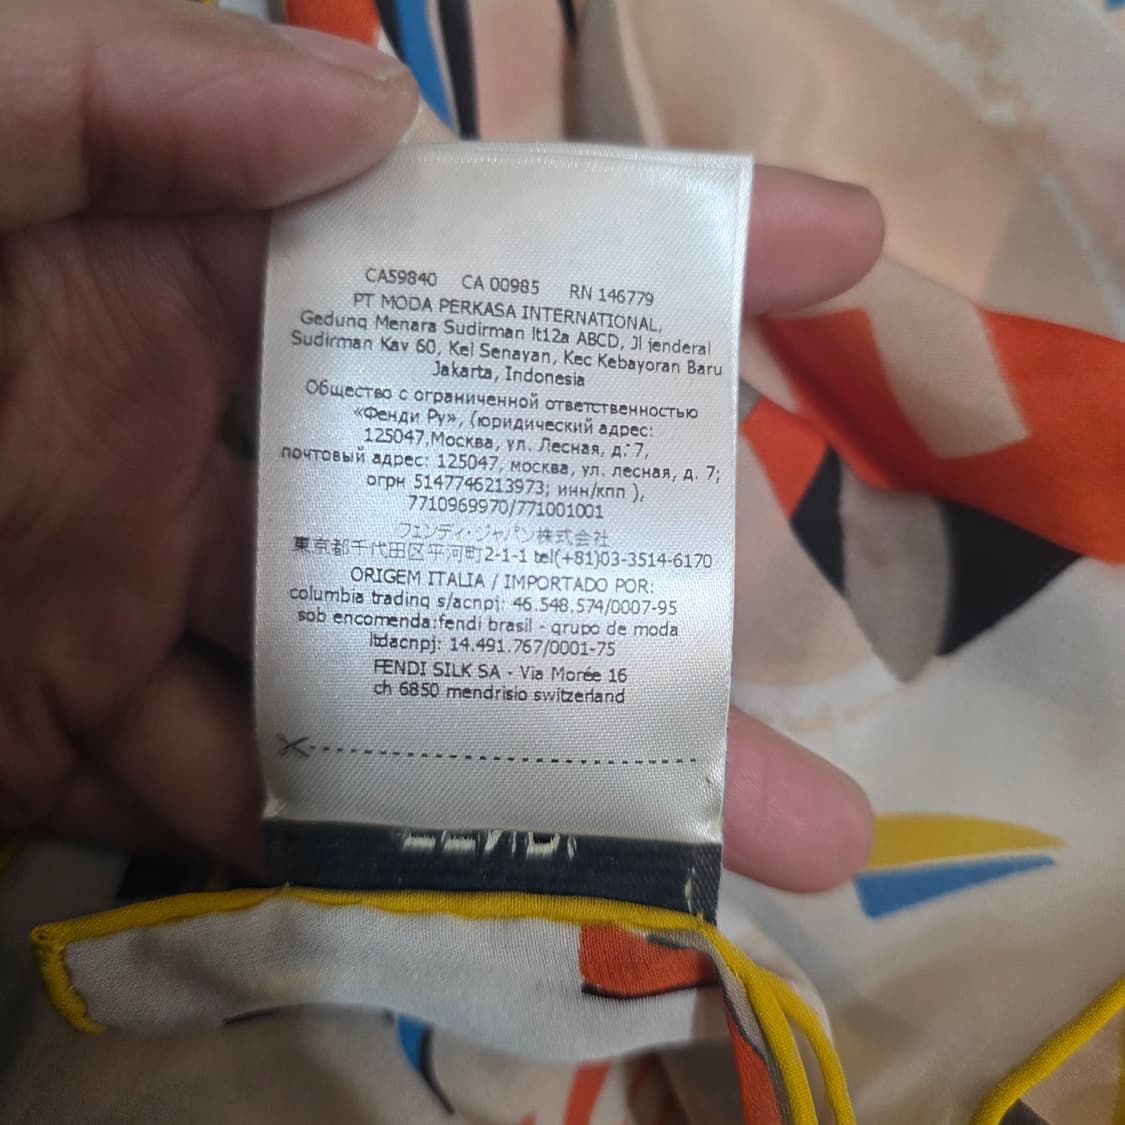 CA59840 CA 00985 RN 146779
PT MODA PERKASA INTERNATIONAL,
Gedung Menara Sudirman lt12a ABCD, Jl jenderal
Sudirman Kav 60, Kel Senayan, Kec Kebayoran Baru
Jakarta, Indonesia
Общество с ограниченной ответственностью
«Фенди Ру», (юридический адрес:
125047,Москва, ул. Лесная, д. 7,
почтовый адрес: 125047, москва, ул. лесная, д. 7;
огрн 5147746213973; инн/кпп ),
7710969970/771001001
フェンディ・ジャパン株式会社
東京都千代田区平河町2-1-1 tel(+81)03-3514-6170
ORIGEM ITALIA / IMPORTADO POR:
columbia trading s/acnpj: 46.548.574/0007-95
sob encomenda:fendi brasil - grupo de moda
ltdacnpj: 14.491.767/0001-75
FENDI SILK SA - Via Morée 16
ch 6850 mendrisio switzerland